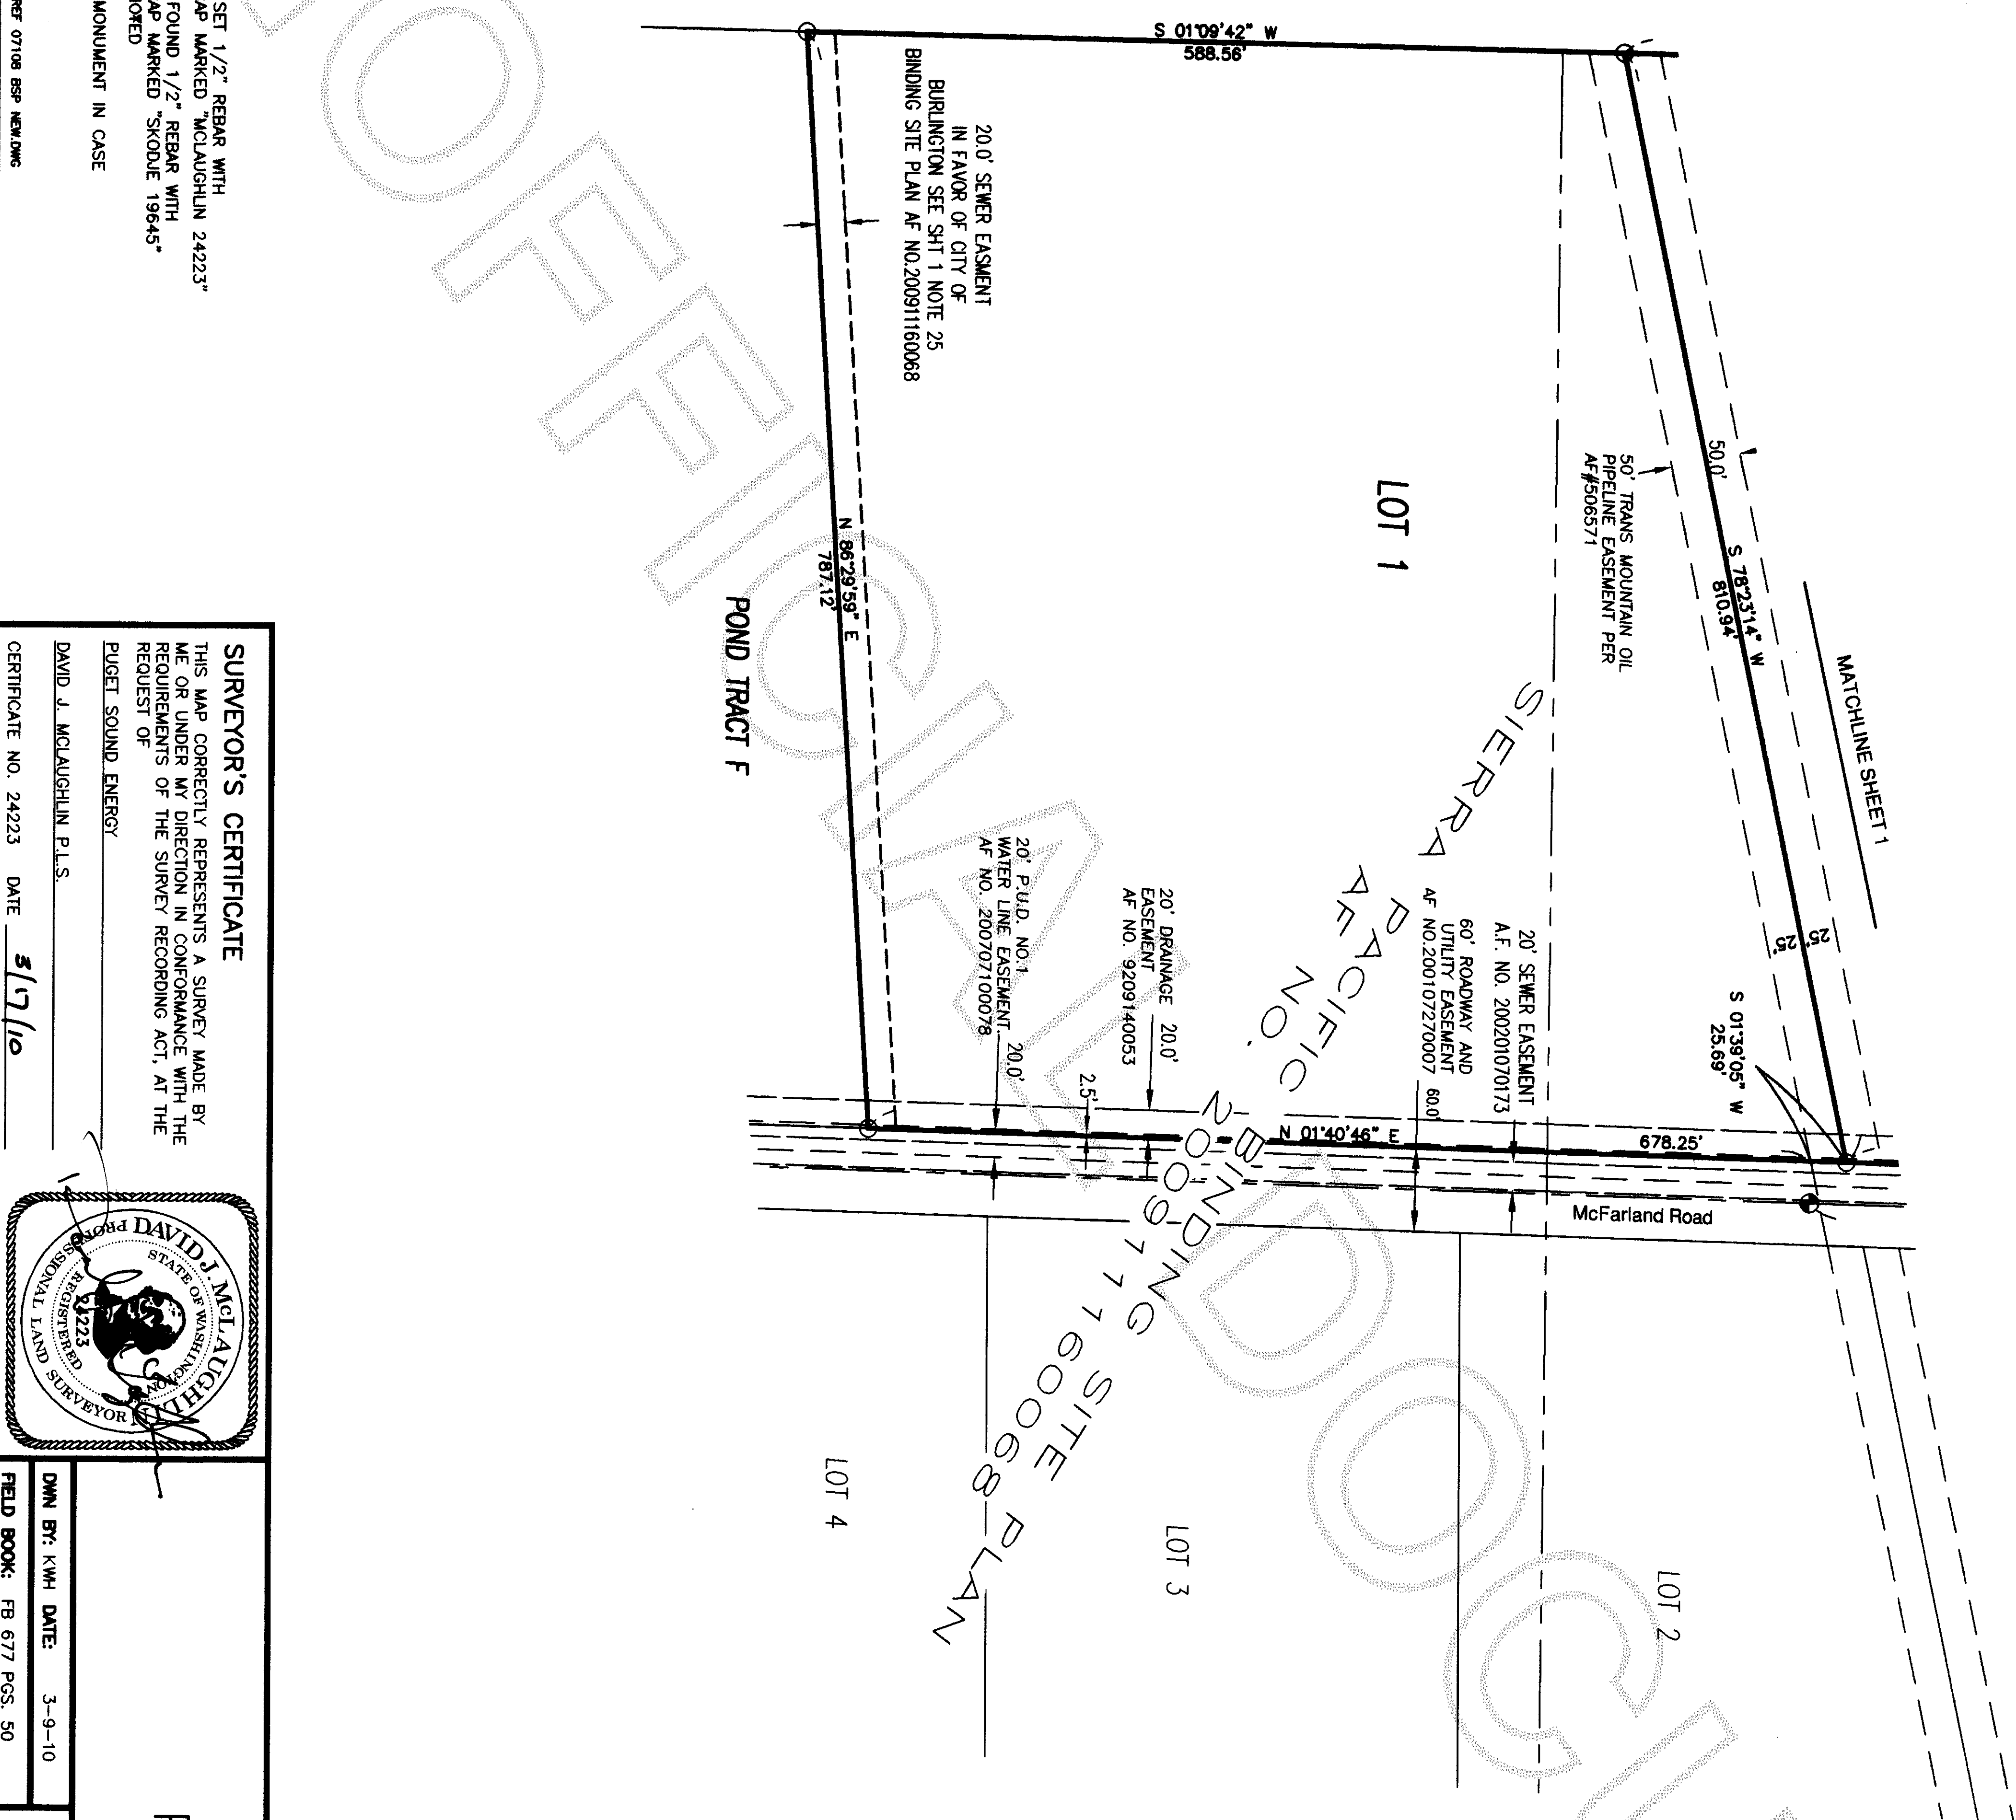 MATCHLINE SHEET 1
S 78°23'14" W
810.94'
50.0'
25'
25'
S 01°39'05" W
25.69'
50' TRANS MOUNTAIN OIL
PIPELINE EASEMENT PER
AF#506571
S 01°09'42" W
588.56'
LOT 1
20' SEWER EASEMENT
A.F. NO. 200201070173
60' ROADWAY AND
UTILITY EASEMENT
AF NO.200107270007 60.0'
SIERRA PACIFIC BINDING SITE PLAN
AF NO. 200911160068
20' DRAINAGE 20.0'
EASEMENT
AF NO. 9209140053
2.5'
20' P.U.D. NO.1
WATER LINE EASEMENT
AF NO. 200707100078
20.0'
N 01°40'46" E
678.25'
McFarland Road
LOT 2
LOT 3
LOT 4
20.0' SEWER EASMENT
IN FAVOR OF CITY OF
BURLINGTON SEE SHT 1 NOTE 25
BINDING SITE PLAN AF NO.200911160068
N 86°29'59" E
787.12'
POND TRACT F
SET 1/2" REBAR WITH
AP MARKED "MCLAUGHLIN 24223"
FOUND 1/2" REBAR WITH
AP MARKED "SKODJE 19645"
NOTED
MONUMENT IN CASE
REF 07108 BSP NEW.DWG
SURVEYOR'S CERTIFICATE
THIS MAP CORRECTLY REPRESENTS A SURVEY MADE BY
ME OR UNDER MY DIRECTION IN CONFORMANCE WITH THE
REQUIREMENTS OF THE SURVEY RECORDING ACT, AT THE
REQUEST OF
PUGET SOUND ENERGY
DAVID J. MCLAUGHLIN P.L.S.
CERTIFICATE NO. 24223 DATE 3/17/10
DAVID J. McLAUGHLIN
STATE OF WASHINGTON
REGISTERED
24223
PROFESSIONAL LAND SURVEYOR
DWN BY: KWH DATE: 3-9-10
FIELD BOOK: FB 677 PGS. 50
OFFICIAL DOCU